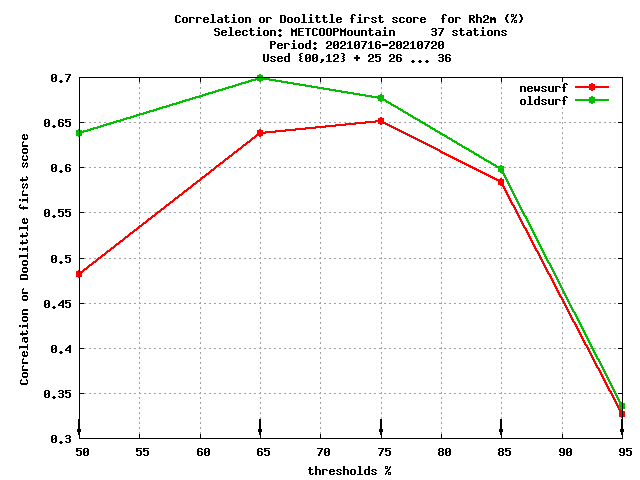 Correlation or Doolittle first score  for Rh2m (%)
Selection: METCOOPMountain     37 stations
Period: 20210716-20210720
Used {00,12} + 25 26 ... 36
newsurf
oldsurf
Correlation or Doolittle first score
0.7
0.65
0.6
0.55
0.5
0.45
0.4
0.35
0.3
50 55 60 65 70 75 80 85 90 95
thresholds %